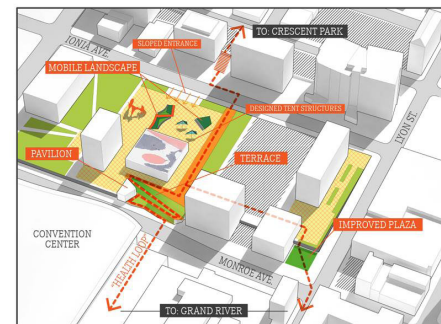 TO: CRESCENT PARK
IONIA AVE.
SLOPED ENTRANCE
MOBILE LANDSCAPE
DESIGNED TENT STRUCTURES
LYON ST.
PAVILION
TERRACE
IMPROVED PLAZA
CONVENTION
CENTER
"HEALTH LOOP"
MONROE AVE.
TO: GRAND RIVER